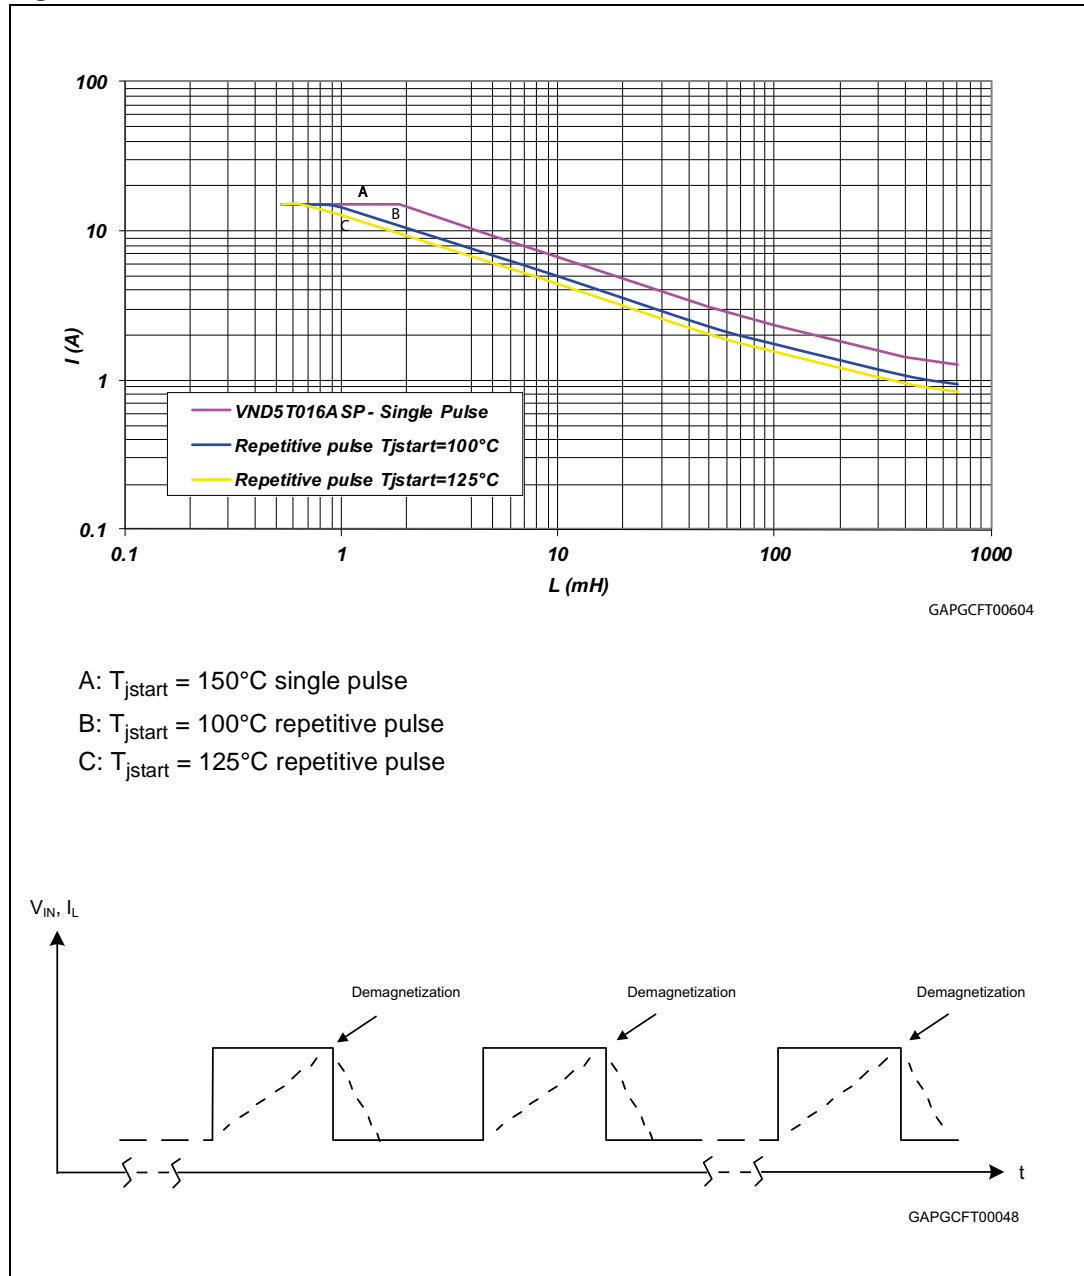 100
10
1
0.1
I (A)
A
B
C
VND5T016ASP - Single Pulse
Repetitive pulse Tjstart=100°C
Repetitive pulse Tjstart=125°C
0.1 1 10 100 1000
L (mH)
GAPGCFT00604
A: Tjstart = 150°C single pulse
B: Tjstart = 100°C repetitive pulse
C: Tjstart = 125°C repetitive pulse
VIN, IL
Demagnetization Demagnetization Demagnetization
t
GAPGCFT00048